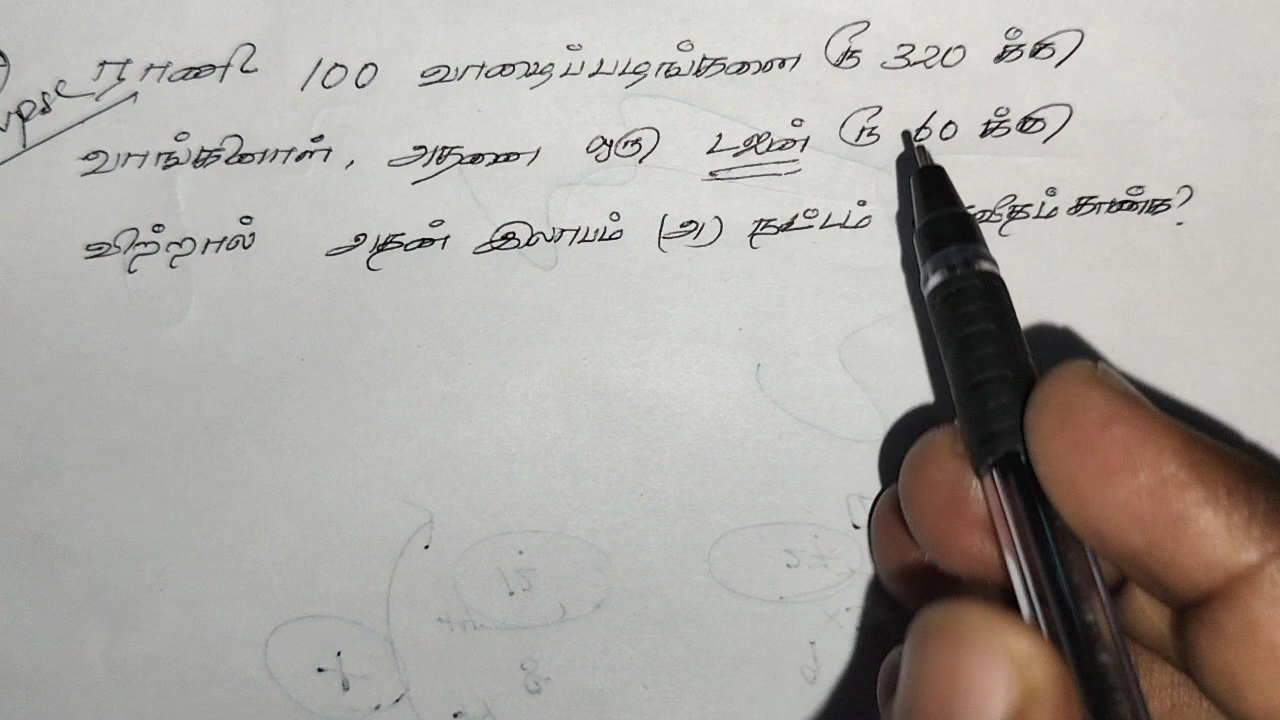 ராணி 100 வாழைப்பழங்களை ரூ 320 க்கு
வாங்கினாள், அதனை ஒரு டஜன் ரூ 60 க்கு
விற்றால் அதன் இலாபம் (அ) நட்டம் காண்க?